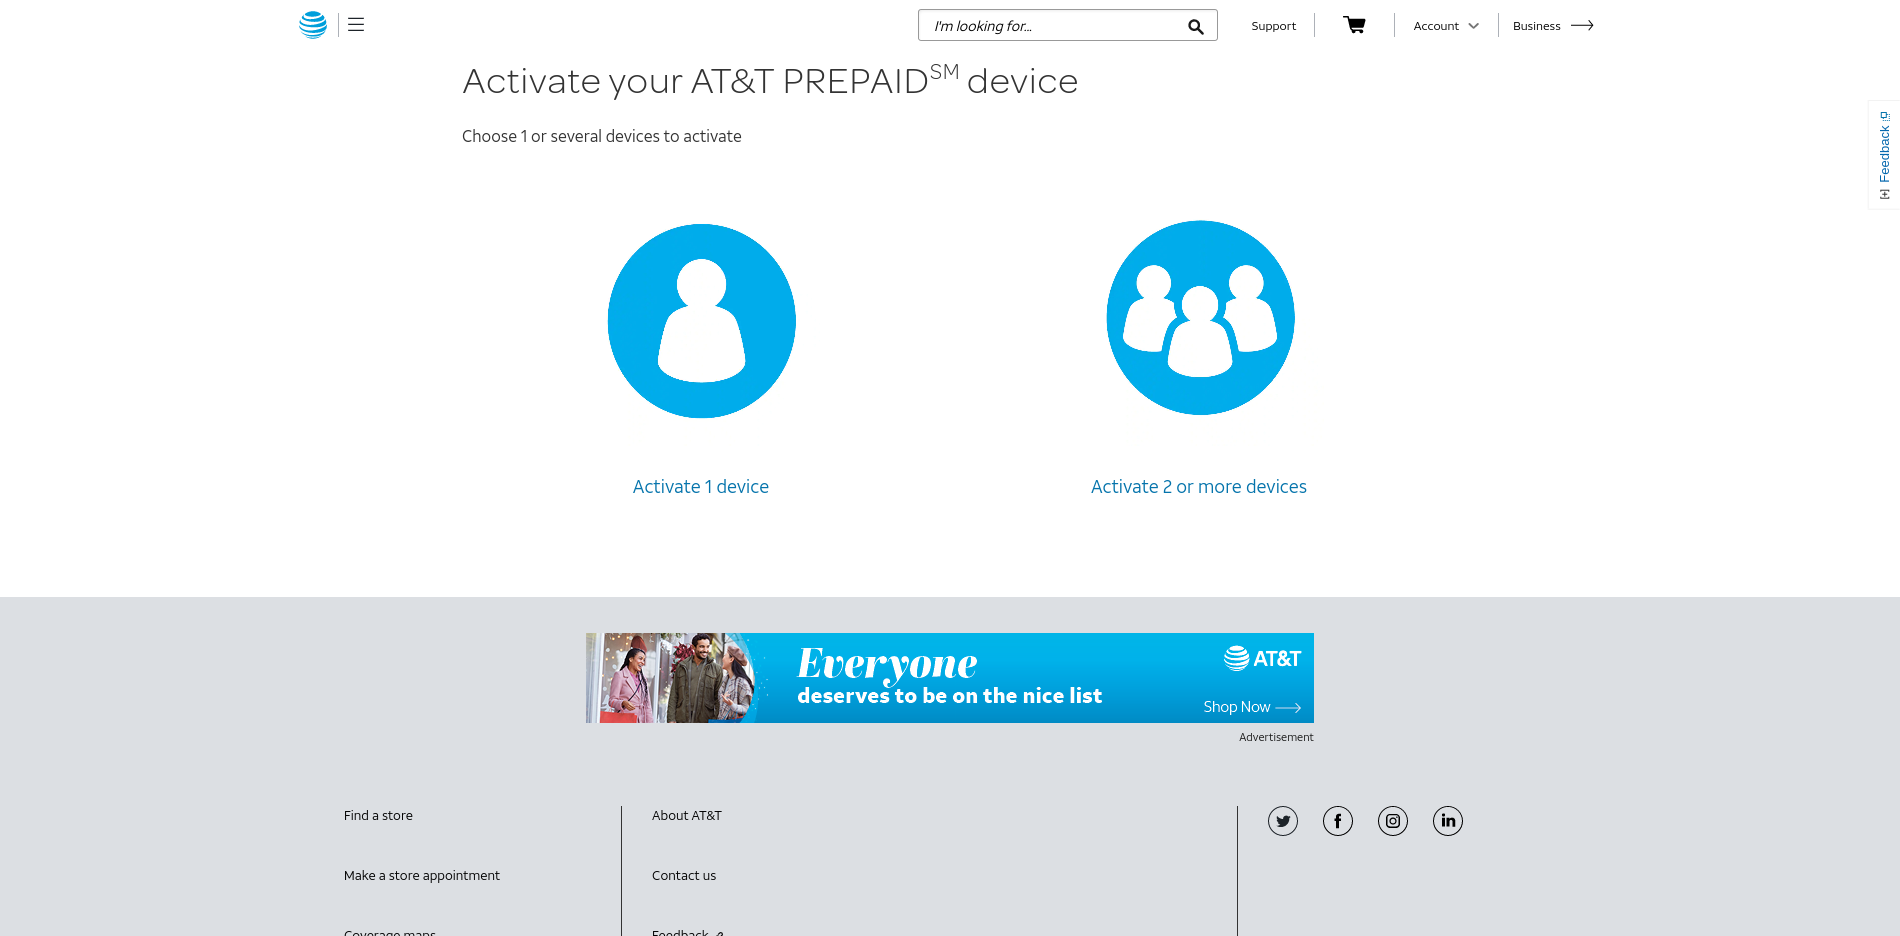 I'm looking for...
Support
Account
Business
Activate your AT&T PREPAID℠ device
Choose 1 or several devices to activate
[+] Feedback
Activate 1 device
Activate 2 or more devices
Everyone
deserves to be on the nice list
AT&T
Shop Now
Advertisement
Find a store
About AT&T
Make a store appointment
Contact us
Coverage maps
Feedback